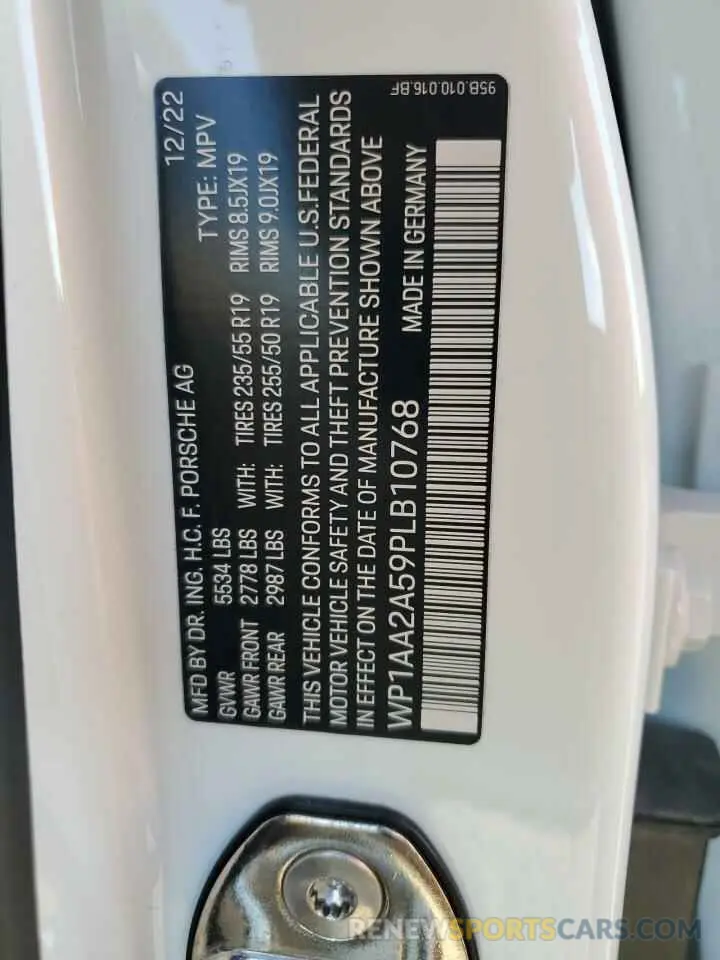 MFD BY DR. ING. H.C. F. PORSCHE AG 12/22
GVWR 5534 LBS TYPE: MPV
GAWR FRONT 2778 LBS WITH: TIRES 235/55 R19 RIMS 8.5JX19
GAWR REAR 2987 LBS WITH: TIRES 255/50 R19 RIMS 9.0JX19
THIS VEHICLE CONFORMS TO ALL APPLICABLE U.S.FEDERAL
MOTOR VEHICLE SAFETY AND THEFT PREVENTION STANDARDS
IN EFFECT ON THE DATE OF MANUFACTURE SHOWN ABOVE
WP1AA2A59PLB10768 MADE IN GERMANY
95B.010.016.BF
RENEWSPORTSCARS.COM